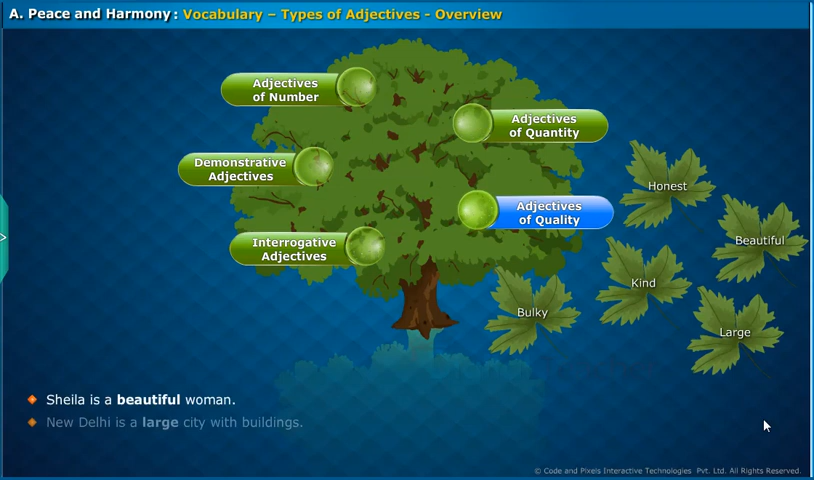 A. Peace and Harmony : Vocabulary – Types of Adjectives - Overview
Adjectives
of Number
Adjectives
of Quantity
Demonstrative
Adjectives
Honest
Adjectives
of Quality
Beautiful
Interrogative
Adjectives
Kind
Bulky
Large
Sheila is a beautiful woman.
New Delhi is a large city with buildings.
© Code and Pixels Interactive Technologies Pvt. Ltd. All Rights Reserved.